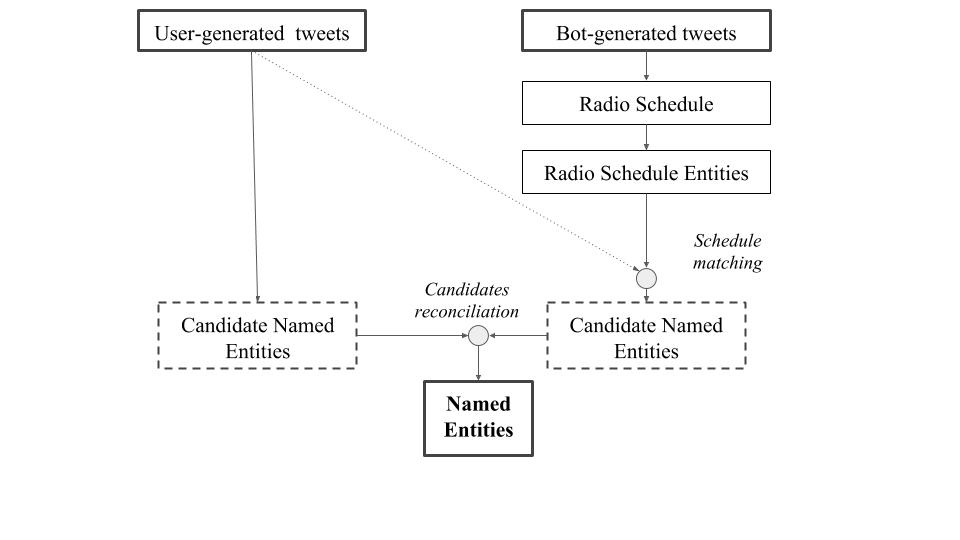 User-generated  tweets
Bot-generated tweets
Radio Schedule
Radio Schedule Entities
Schedule
matching
Candidates
reconciliation
Candidate Named
Entities
Candidate Named
Entities
Named
Entities